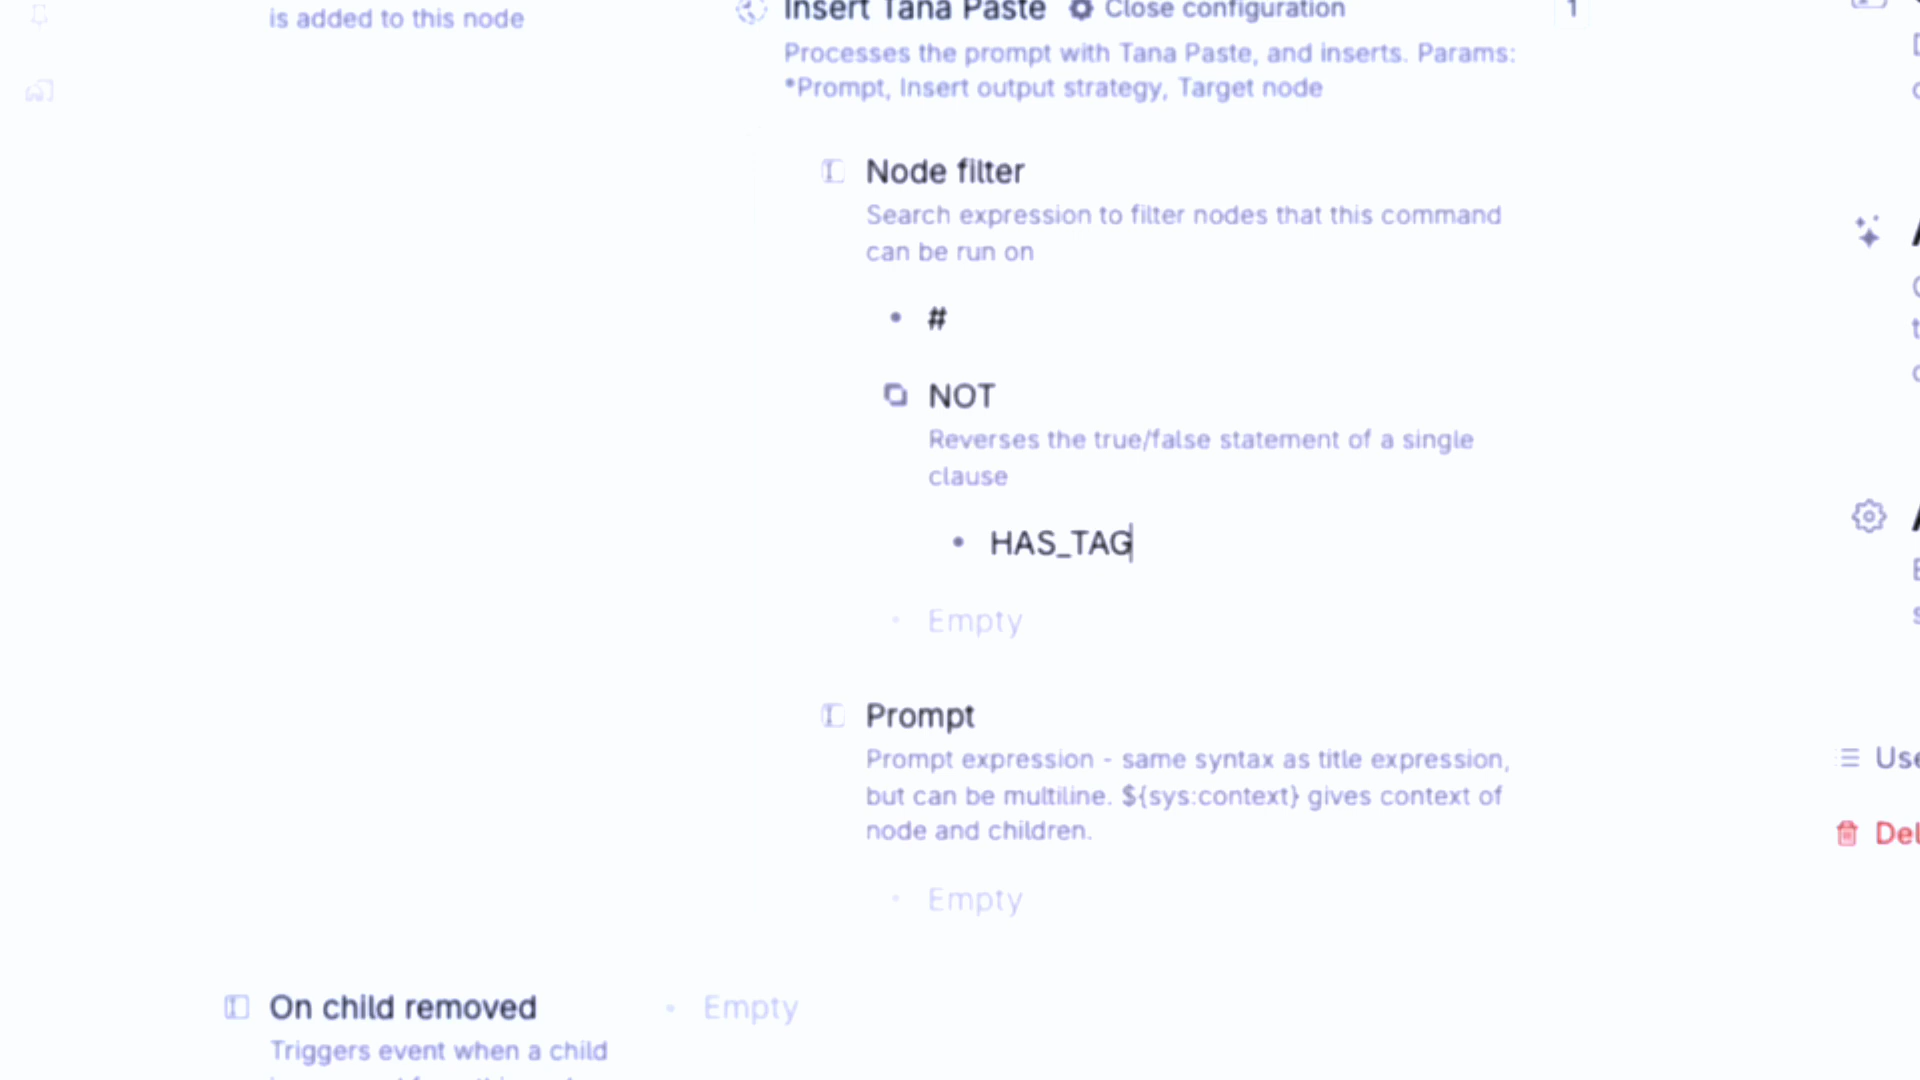 is added to this node
Insert Tana Paste Close configuration 1
Processes the prompt with Tana Paste, and inserts. Params:
*Prompt, Insert output strategy, Target node
Node filter
Search expression to filter nodes that this command
can be run on
#
NOT
Reverses the true/false statement of a single
clause
HAS_TAG
Empty
Prompt
Prompt expression - same syntax as title expression,
but can be multiline. ${sys:context} gives context of
node and children.
Empty
On child removed
Empty
Triggers event when a child
Use
Del